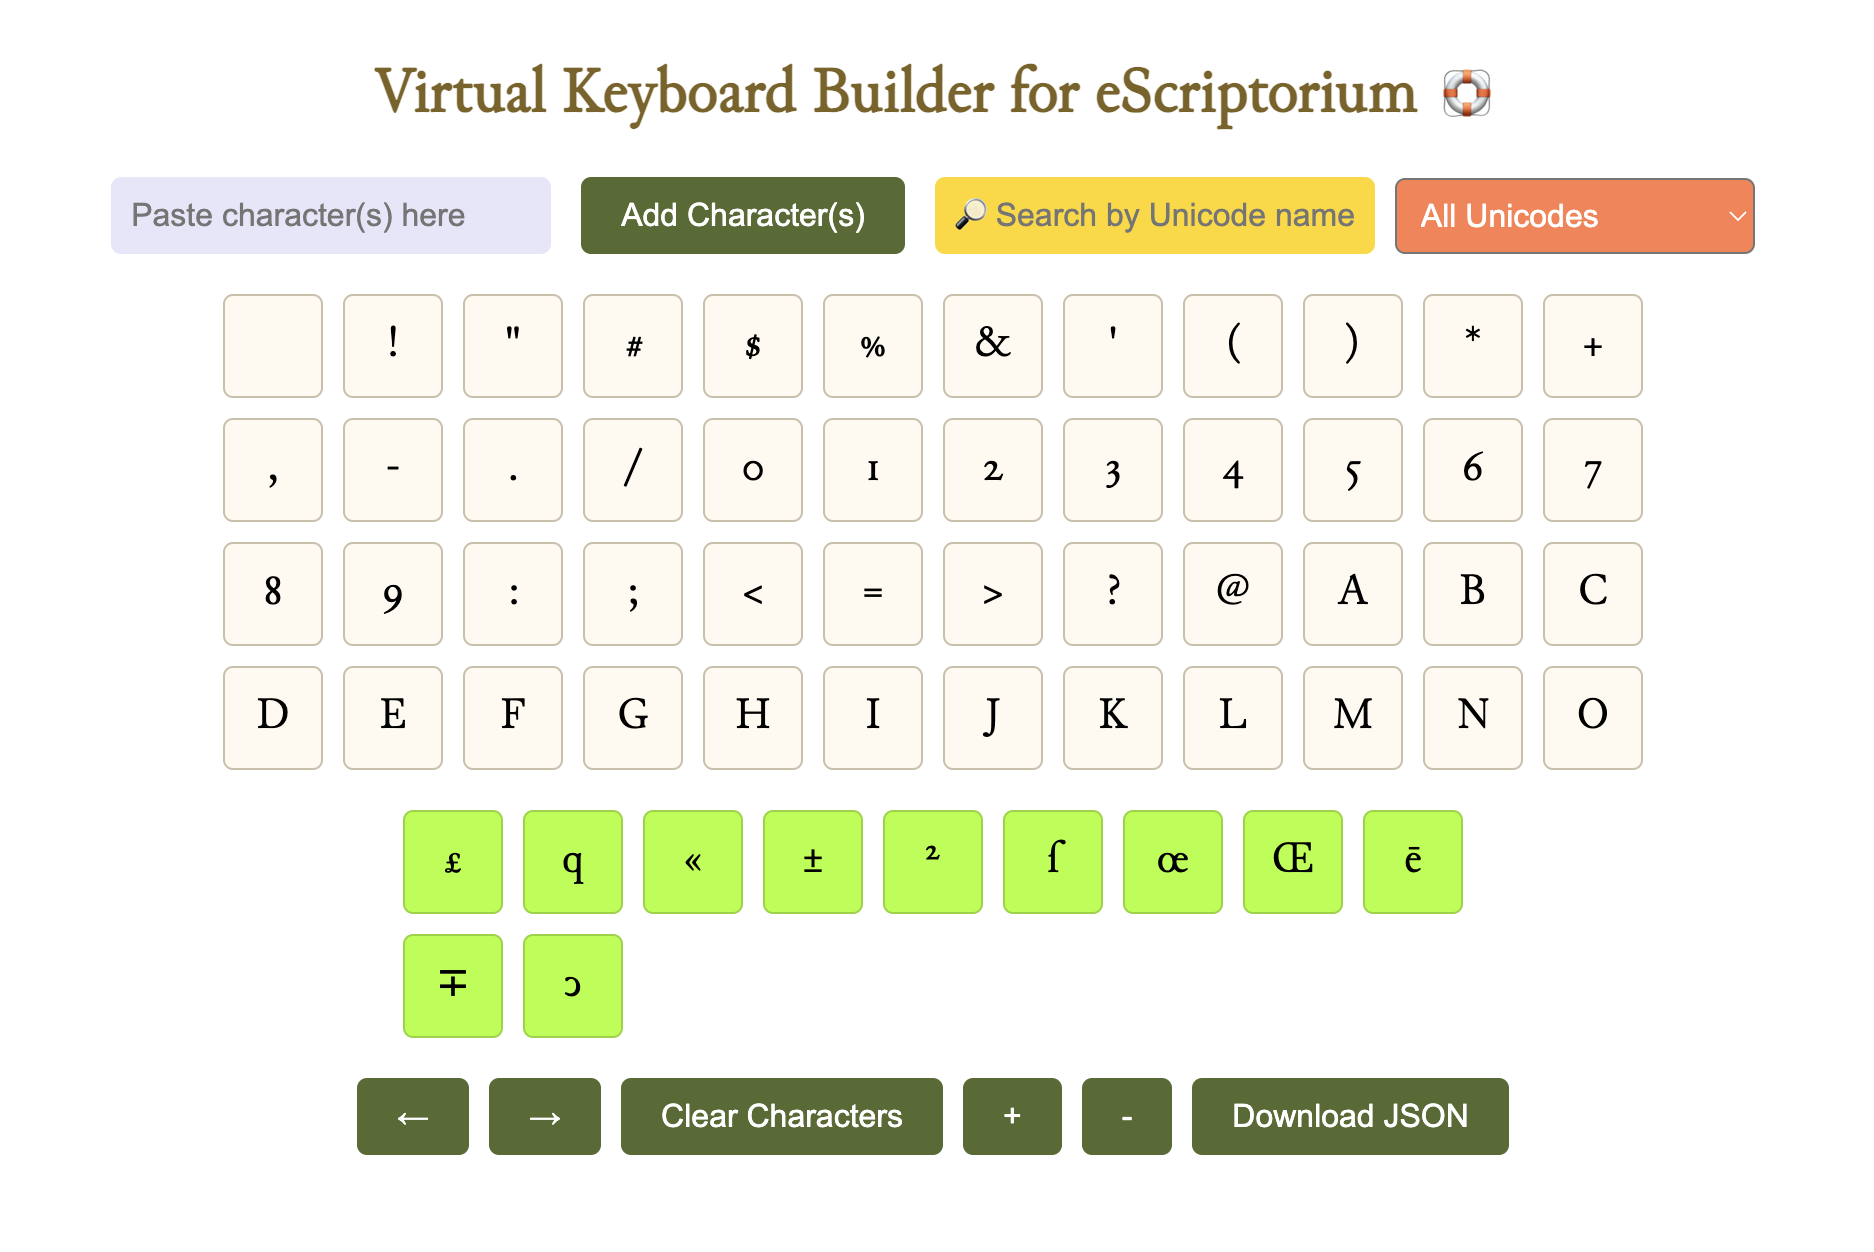 Virtual Keyboard Builder for eScriptorium 🛟
Paste character(s) here Add Character(s) 🔎 Search by Unicode name All Unicodes
! " # $ % & ' ( ) * +
, - . / 0 1 2 3 4 5 6 7
8 9 : ; < = > ? @ A B C
D E F G H I J K L M N O
£ q « ± ² ſ œ Œ ē
∓ ɔ
← → Clear Characters + - Download JSON